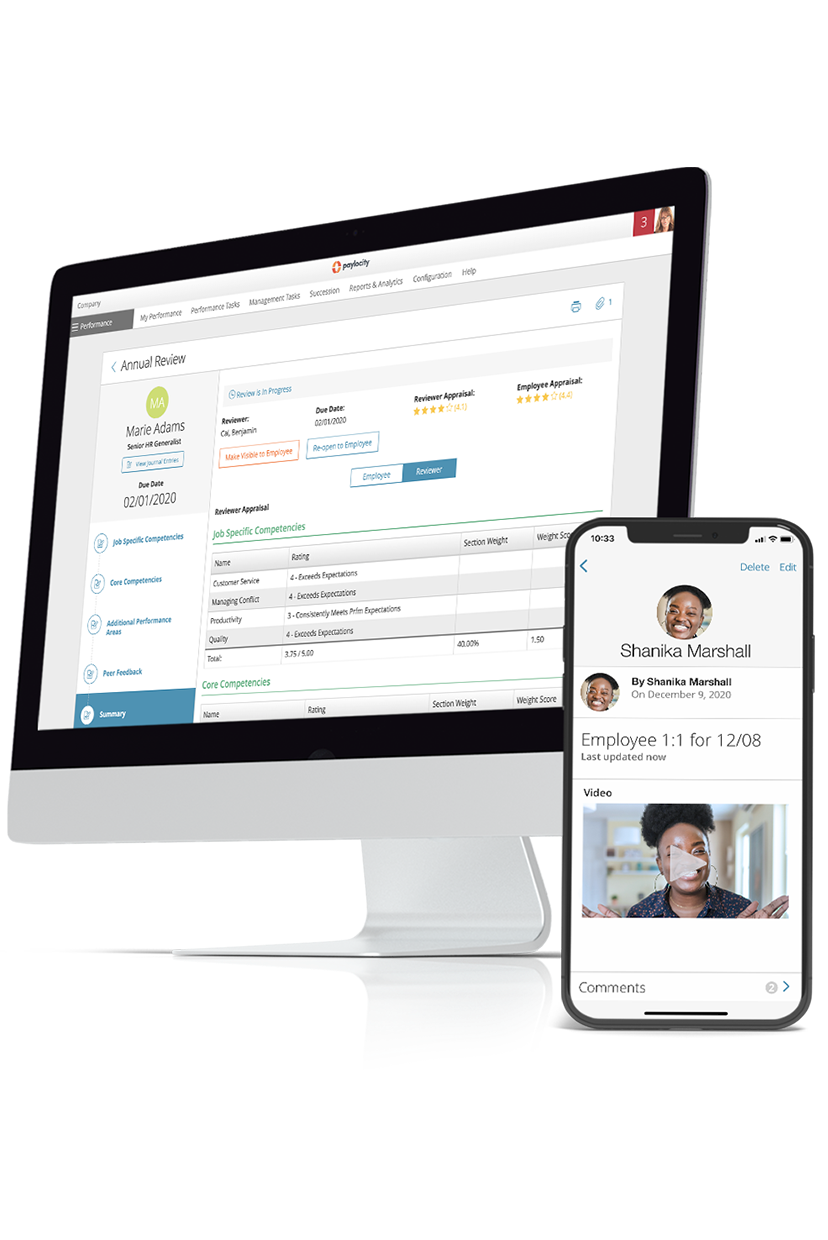 paylocity
3
Company
Performance
My Performance
Performance Tasks
Management Tasks
Succession
Reports & Analytics
Configuration
Help
Annual Review
1
MA
Marie Adams
Senior HR Generalist
View Journal Entries
Due Date
02/01/2020
Job Specific Competencies
Core Competencies
Additional Performance
Areas
Peer Feedback
Summary
Review is In Progress
Reviewer:
Cal, Benjamin
Due Date:
02/01/2020
Reviewer Appraisal:
(4.1)
Employee Appraisal:
(4.4)
Make Visible to Employee
Re-open to Employee
Employee
Reviewer
Reviewer Appraisal
Job Specific Competencies
Name Rating Section Weight Weight
Customer Service 4 - Exceeds Expectations
Managing Conflict 4 - Exceeds Expectations
Productivity 3 - Consistently Meets Prfm Expectations
Quality 4 - Exceeds Expectations
Total: 3.75 / 5.00 40.00% 1.50
Core Competencies
Name Rating Section Weight Weight Score
10:33
Delete Edit
Shanika Marshall
By Shanika Marshall
On December 9, 2020
Employee 1:1 for 12/08
Last updated now
Video
Comments 2